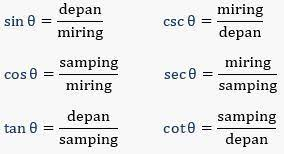 sin θ = depan/miring
csc θ = miring/depan
cos θ = samping/miring
sec θ = miring/samping
tan θ = depan/samping
cot θ = samping/depan